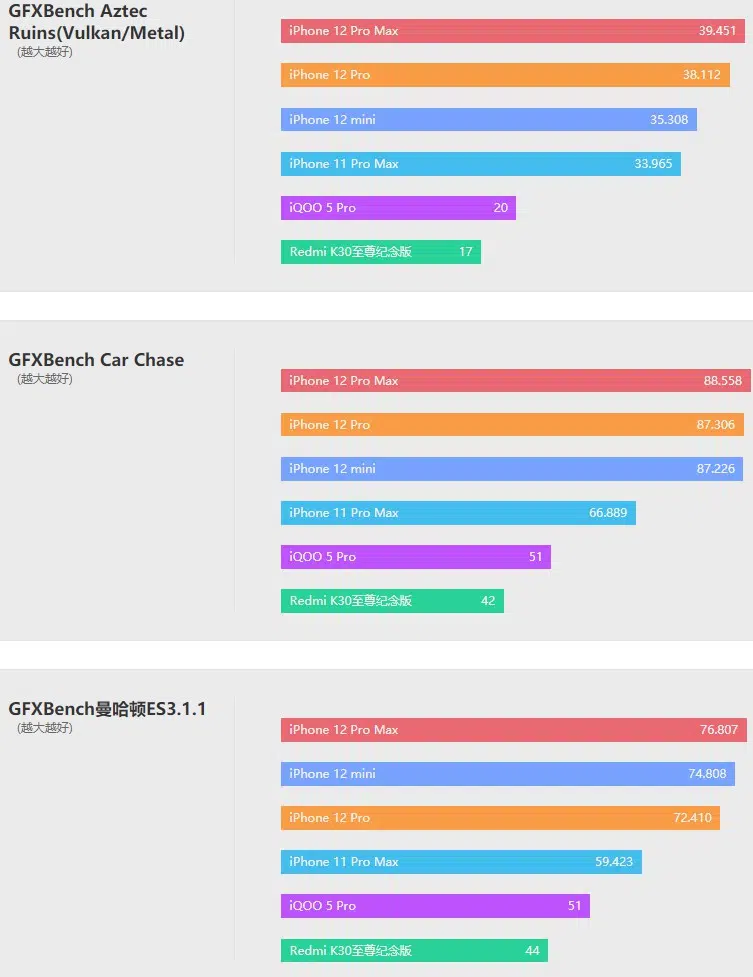 GFXBench Aztec
Ruins(Vulkan/Metal)
(越大越好)
iPhone 12 Pro Max 39.451
iPhone 12 Pro 38.112
iPhone 12 mini 35.308
iPhone 11 Pro Max 33.965
iQOO 5 Pro 20
Redmi K30至尊纪念版 17
GFXBench Car Chase
(越大越好)
iPhone 12 Pro Max 88.558
iPhone 12 Pro 87.306
iPhone 12 mini 87.226
iPhone 11 Pro Max 66.889
iQOO 5 Pro 51
Redmi K30至尊纪念版 42
GFXBench曼哈顿ES3.1.1
(越大越好)
iPhone 12 Pro Max 76.807
iPhone 12 mini 74.808
iPhone 12 Pro 72.410
iPhone 11 Pro Max 59.423
iQOO 5 Pro 51
Redmi K30至尊纪念版 44